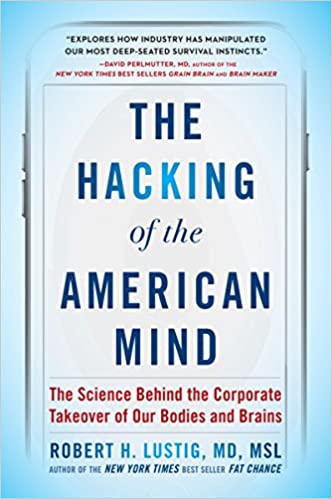 "EXPLORES HOW INDUSTRY HAS MANIPULATED
OUR MOST DEEP-SEATED SURVIVAL INSTINCTS."
—DAVID PERLMUTTER, MD, AUTHOR OF THE
NEW YORK TIMES BEST SELLERS GRAIN BRAIN AND BRAIN MAKER
THE
HACKING
of the
AMERICAN
MIND
The Science Behind the Corporate
Takeover of Our Bodies and Brains
ROBERT H. LUSTIG, MD, MSL
AUTHOR OF THE NEW YORK TIMES BEST SELLER FAT CHANCE